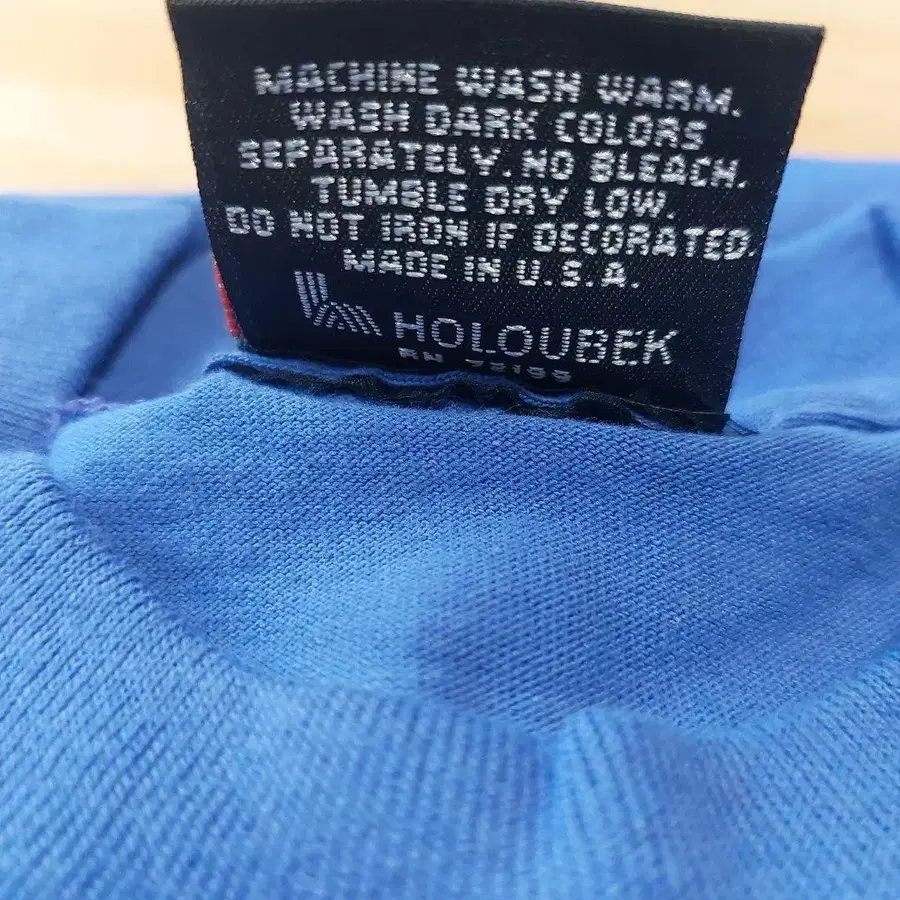 MACHINE WASH WARM.
WASH DARK COLORS
SEPARATELY. NO BLEACH.
TUMBLE DRY LOW.
DO NOT IRON IF DECORATED.
MADE IN U.S.A.
HOLOUBEK
RN